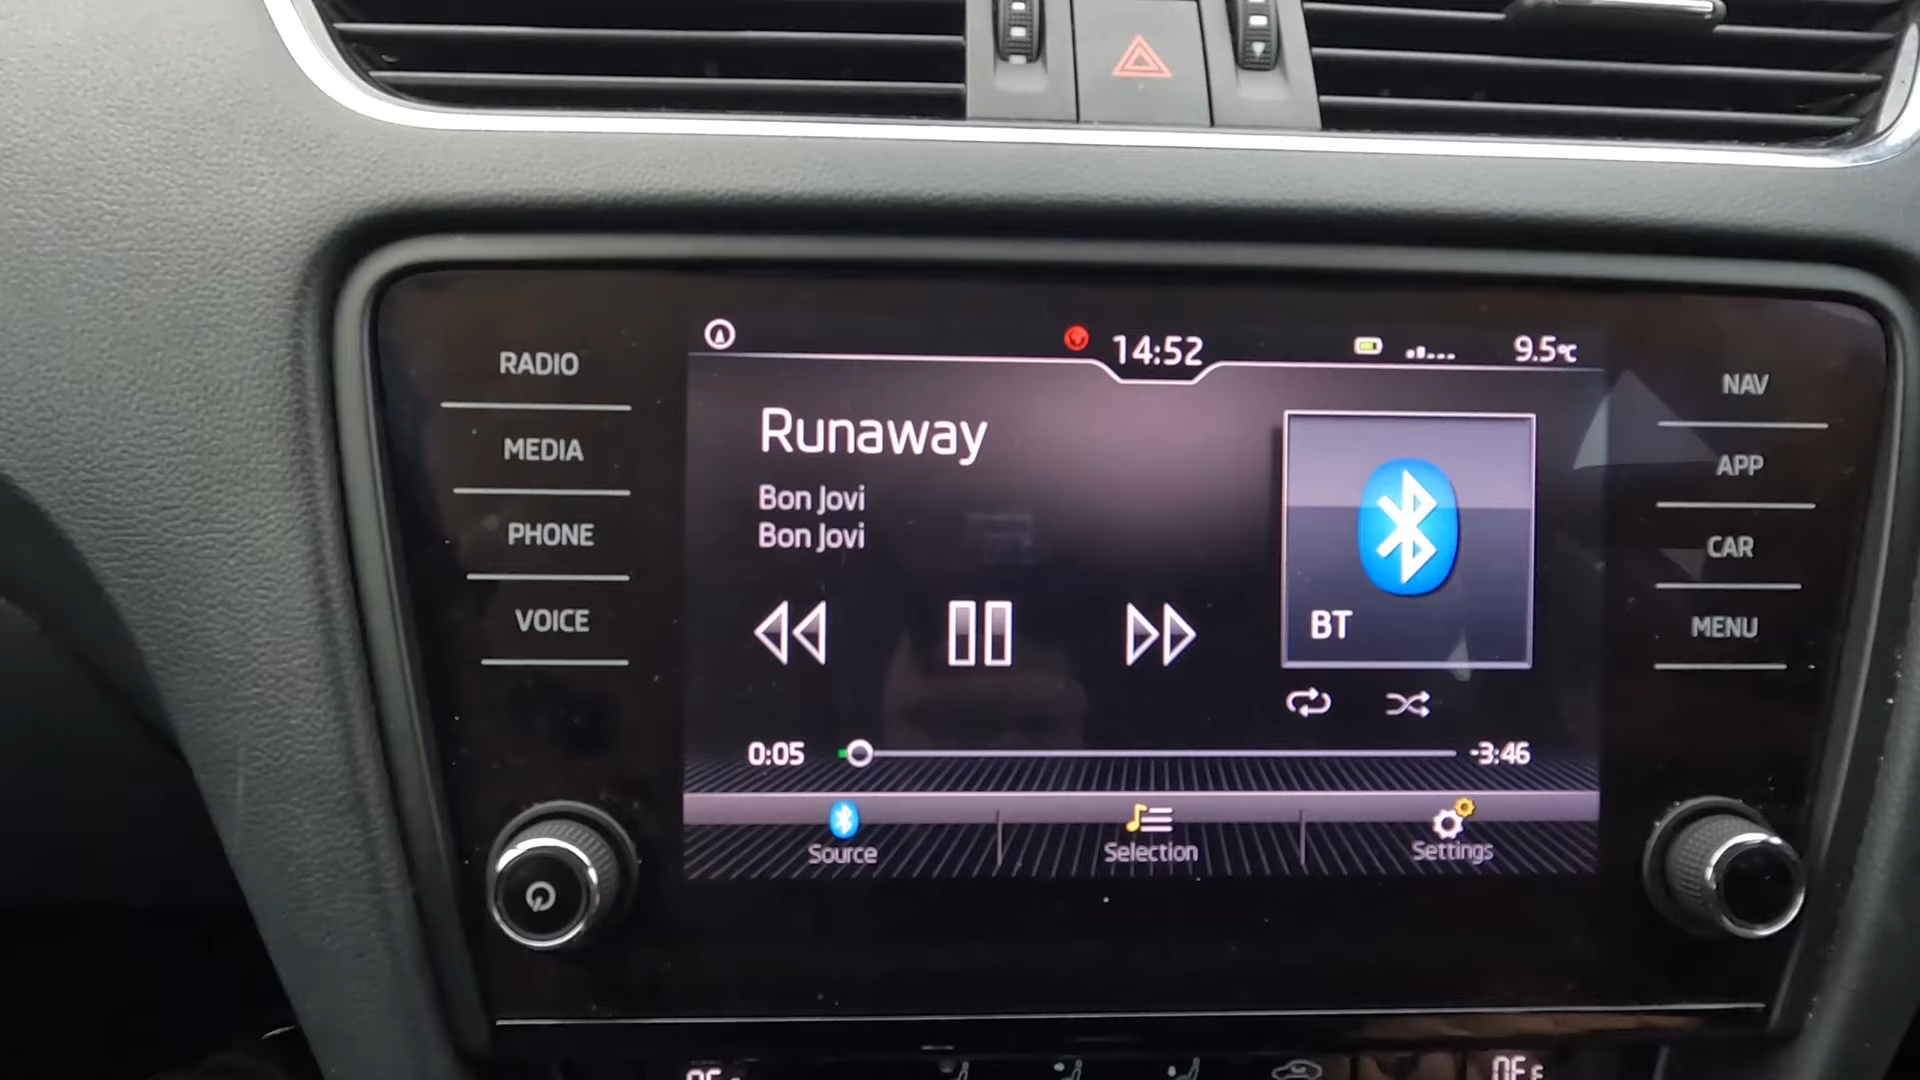 14:52
9.5°C
RADIO
MEDIA
PHONE
VOICE
Runaway
Bon Jovi
Bon Jovi
BT
0:05
-3:46
Source
Selection
Settings
NAV
APP
CAR
MENU